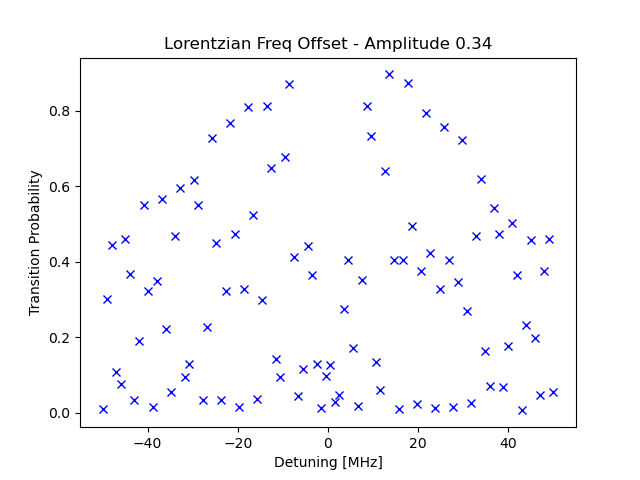 Lorentzian Freq Offset - Amplitude 0.34
Transition Probability
0.8
0.6
0.4
0.2
0.0
−40 −20 0 20 40
Detuning [MHz]